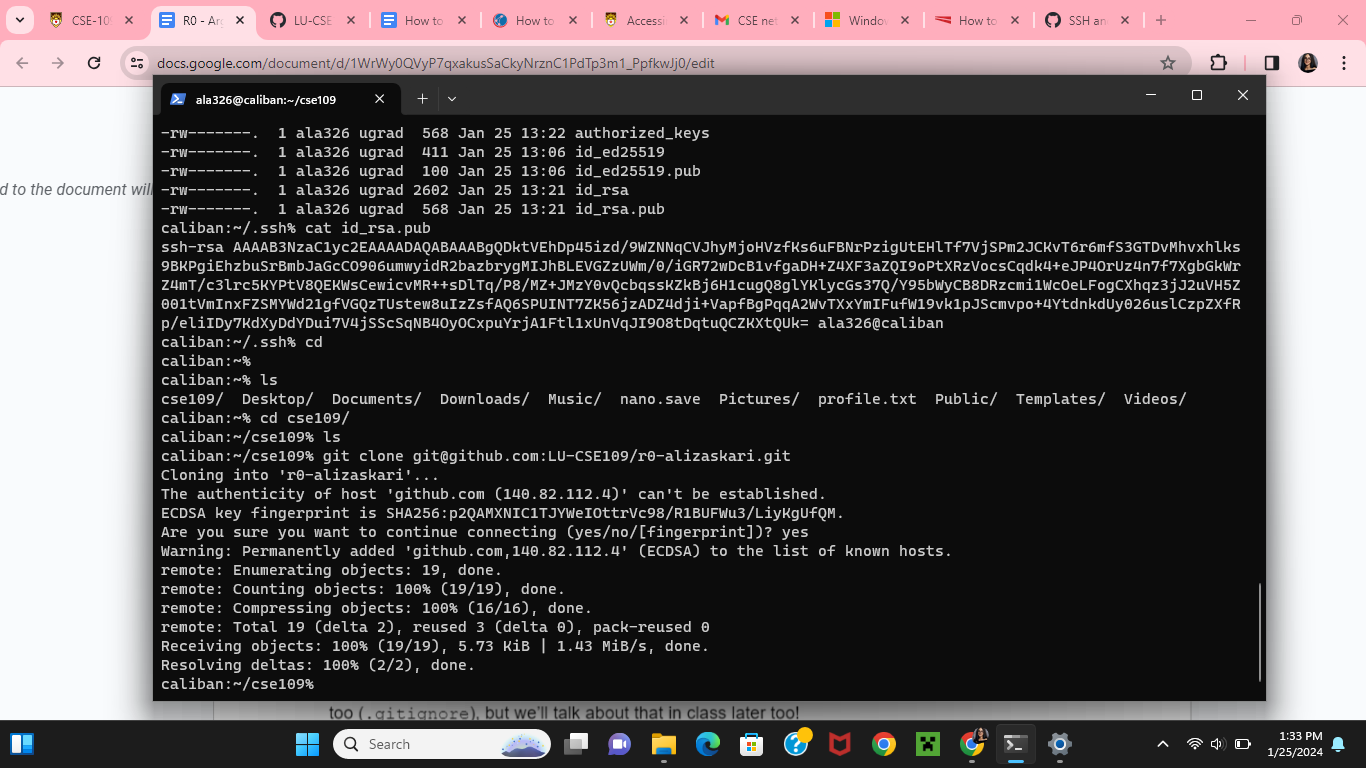 CSE-10
R0 - Ar
LU-CSE
How to
How to
Accessi
CSE net
Windov
How to
SSH an
docs.google.com/document/d/1WrWy0QVyP7qxakusSaCkyNrznC1PdTp3m1_PpfkwJj0/edit
ala326@caliban:~/cse109
d to the document wil
-rw-------.  1 ala326 ugrad  568 Jan 25 13:22 authorized_keys
-rw-------.  1 ala326 ugrad  411 Jan 25 13:06 id_ed25519
-rw-------.  1 ala326 ugrad  100 Jan 25 13:06 id_ed25519.pub
-rw-------.  1 ala326 ugrad 2602 Jan 25 13:21 id_rsa
-rw-------.  1 ala326 ugrad  568 Jan 25 13:21 id_rsa.pub
caliban:~/.ssh% cat id_rsa.pub
ssh-rsa AAAAB3NzaC1yc2EAAAADAQABAAABgQDktVEhDp45izd/9WZNNqCVJhyMjoHVzfKs6uFBNrPzigUtEHlTf7VjSPm2JCKvT6r6mfS3GTDvMhvxhlks
9BKPgiEhzbuSrBmbJaGcCO906umwyidR2bazbrygMIJhBLEVGZzUWm/0/iGR72wDcB1vfgaDH+Z4XF3aZQI9oPtXRzVocsCqdk4+eJP4OrUz4n7f7XgbGkWr
Z4mT/c3lrc5KYPtV8QEKWsCewicvMR++sDlTq/P8/MZ+JMzY0vQcbqssKZkBj6H1cugQ8glYKlycGs37Q/Y95bWyCB8DRzcmi1WcOeLFogCXhqz3jJ2uVH5Z
001tVmInxFZSMYWd21gfVGQzTUstew8uIzZsfAQ6SPUINT7ZK56jzADZ4dji+VapfBgPqqA2WvTXxYmIFufW19vk1pJScmvpo+4YtdnkdUy026uslCzpZXfR
p/eliIDy7KdXyDdYDui7V4jSScSqNB4OyOCxpuYrjA1Ftl1xUnVqJI9O8tDqtuQCZKXtQUk= ala326@caliban
caliban:~/.ssh% cd
caliban:~%
caliban:~% ls
cse109/  Desktop/  Documents/  Downloads/  Music/  nano.save  Pictures/  profile.txt  Public/  Templates/  Videos/
caliban:~% cd cse109/
caliban:~/cse109% ls
caliban:~/cse109% git clone git@github.com:LU-CSE109/r0-alizaskari.git
Cloning into 'r0-alizaskari'...
The authenticity of host 'github.com (140.82.112.4)' can't be established.
ECDSA key fingerprint is SHA256:p2QAMXNIC1TJYWeIOttrVc98/R1BUFWu3/LiyKgUfQM.
Are you sure you want to continue connecting (yes/no/[fingerprint])? yes
Warning: Permanently added 'github.com,140.82.112.4' (ECDSA) to the list of known hosts.
remote: Enumerating objects: 19, done.
remote: Counting objects: 100% (19/19), done.
remote: Compressing objects: 100% (16/16), done.
remote: Total 19 (delta 2), reused 3 (delta 0), pack-reused 0
Receiving objects: 100% (19/19), 5.73 KiB | 1.43 MiB/s, done.
Resolving deltas: 100% (2/2), done.
caliban:~/cse109%
too (.gitignore), but we'll talk about that in class later too!
Search
1:33 PM
1/25/2024